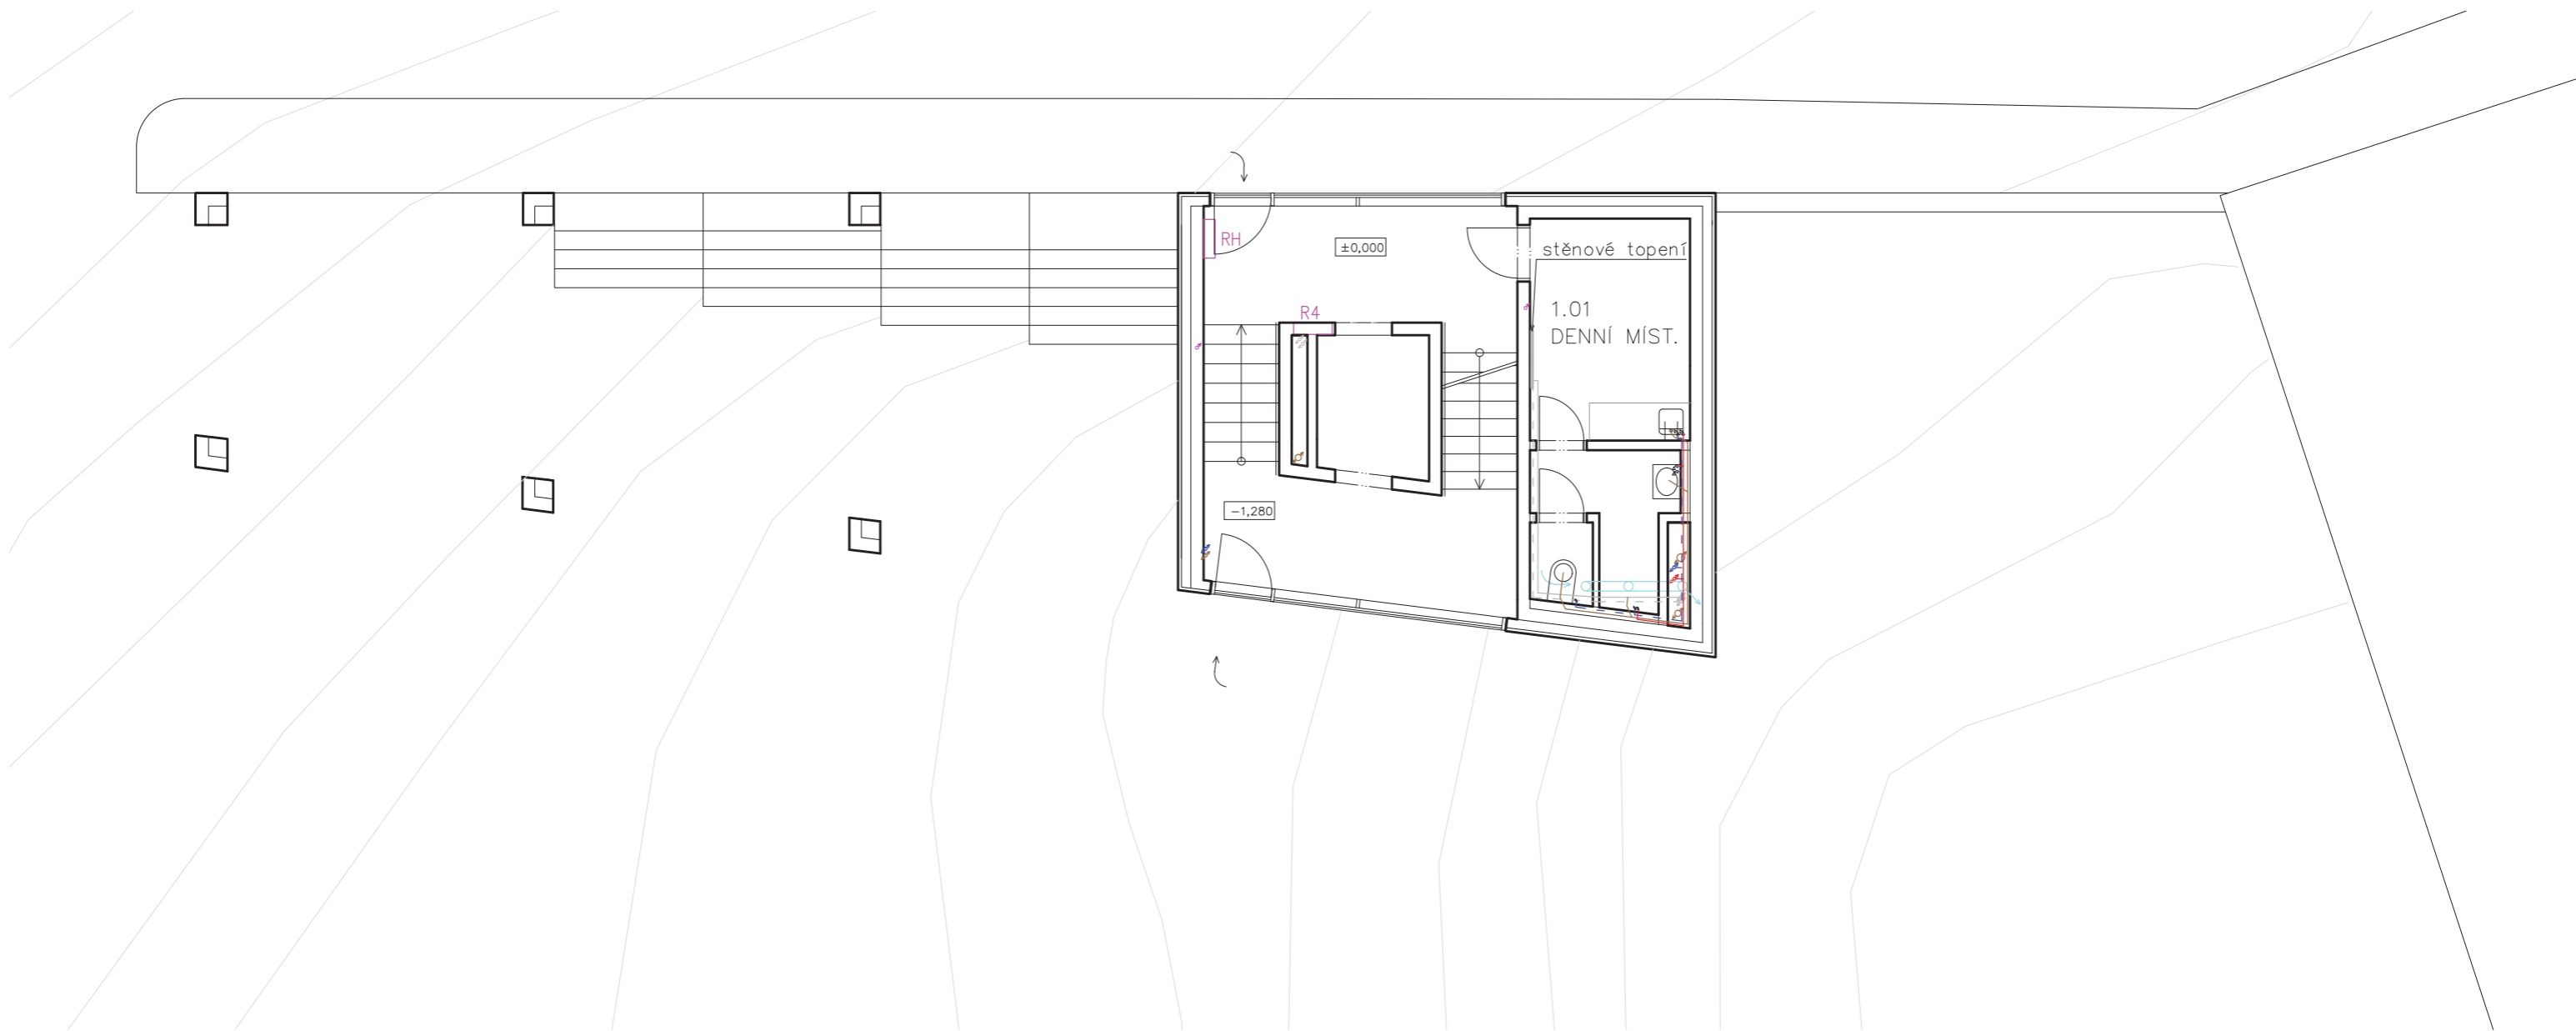 RH
±0,000
stěnové topení
R4
1.01
DENNÍ MÍST.
−1,280